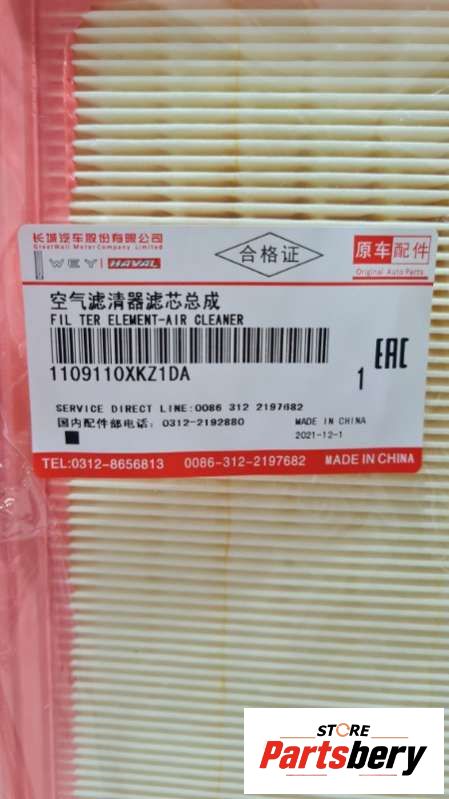 长城汽车股份有限公司
GreatWall Motor Company Limited
WEY HAVAL
合格证
原车配件
Original Auto Parts
空气滤清器滤芯总成
FIL TER ELEMENT-AIR CLEANER
1109110XKZ1DA
1
EAC
SERVICE DIRECT LINE:0086 312 2197682
国内配件部电话: 0312-2192880
MADE IN CHINA
2021-12-1
TEL:0312-8656813 0086-312-2197682 MADE IN CHINA
STORE
Partsbery